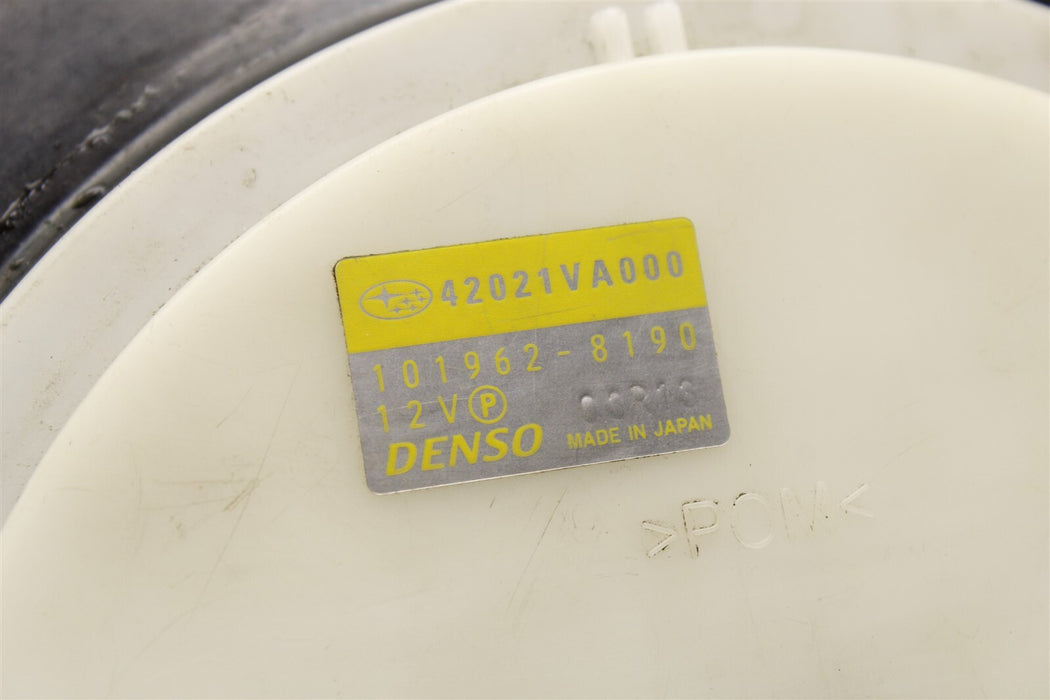 42021VA000
101962-8190
12V P
DENSO MADE IN JAPAN
>POM<